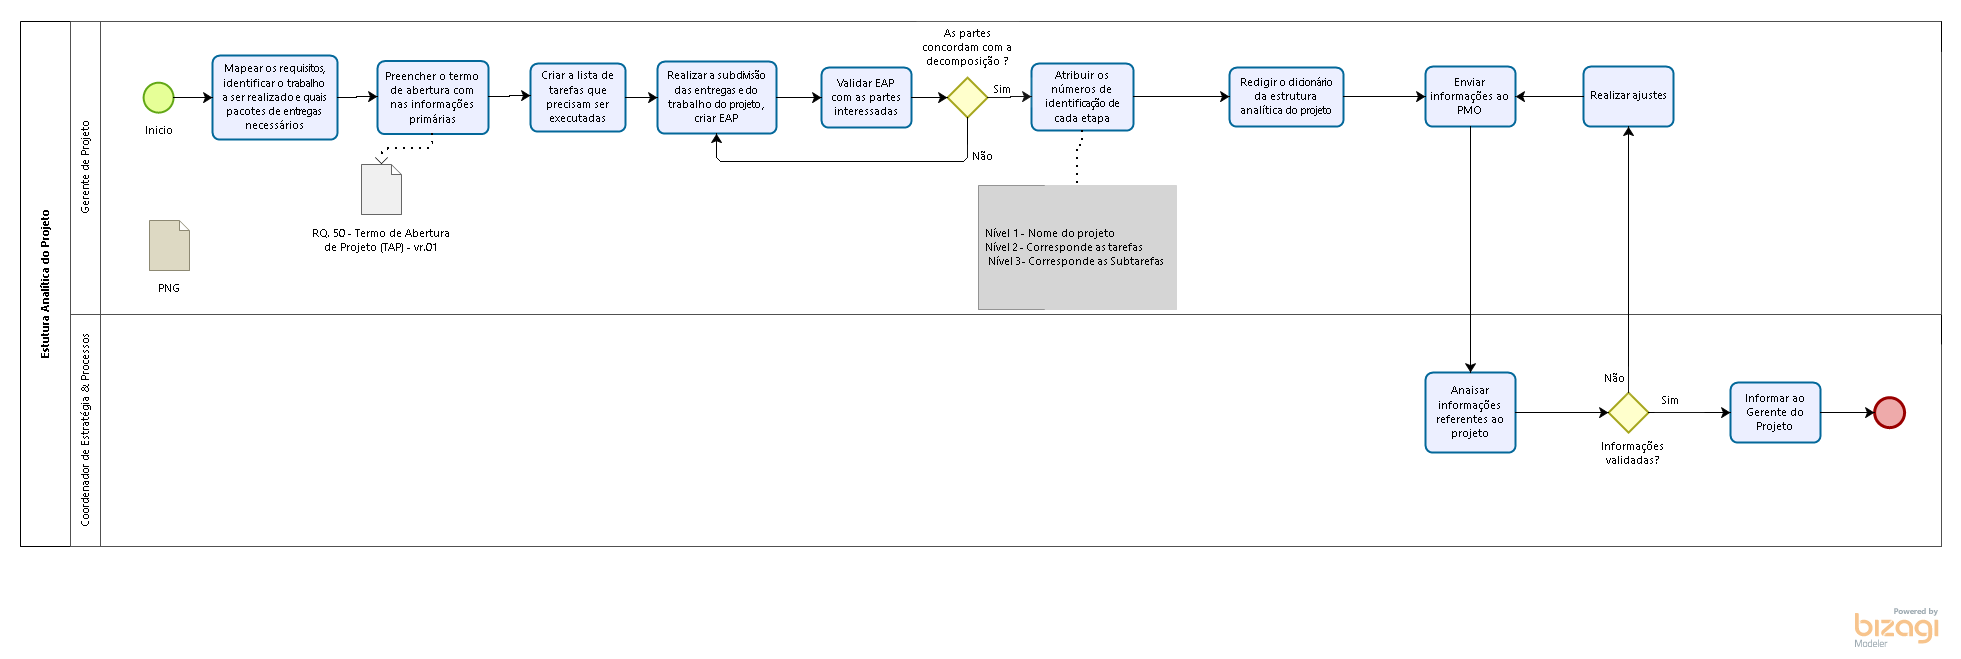 Estutura Analítica do Projeto
Gerente de Projeto
Inicio
Mapear os requisitos,
identificar o trabalho
a ser realizado e quais
pacotes de entregas
necessários
Preencher o termo
de abertura com
nas informações
primárias
RQ. 50 - Termo de Abertura
de Projeto (TAP) - vr.01
PNG
Criar a lista de
tarefas que
precisam ser
executadas
Realizar a subdivisão
das entregas e do
trabalho do projeto,
criar EAP
Validar EAP
com as partes
interessadas
As partes
concordam com a
decomposição ?
Sim
Não
Atribuir os
números de
identificação de
cada etapa
Nível 1 - Nome do projeto
Nível 2 - Corresponde as tarefas
Nível 3- Corresponde as Subtarefas
Redigir o dicionário
da estrutura
analítica do projeto
Enviar
informações ao
PMO
Realizar ajustes
Coordenador de Estratégia & Processos
Anaisar
informações
referentes ao
projeto
Não
Sim
Informações
validadas?
Informar ao
Gerente do
Projeto
Powered by
bizagi
Modeler